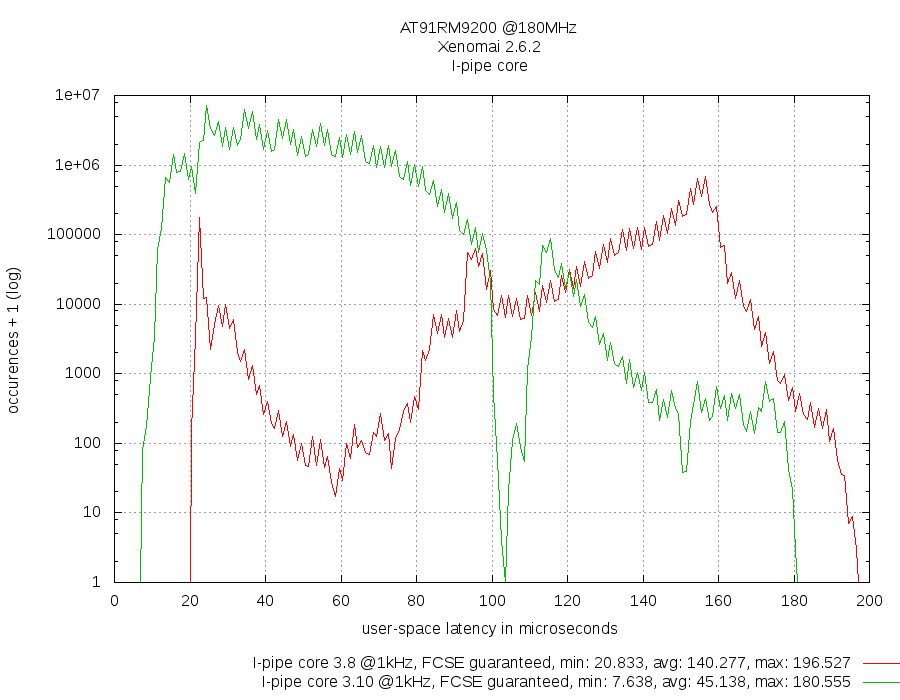 AT91RM9200 @180MHz
Xenomai 2.6.2
I-pipe core
1e+07
1e+06
100000
10000
1000
100
10
1
occurences + 1 (log)
0 20 40 60 80 100 120 140 160 180 200
user-space latency in microseconds
I-pipe core 3.8 @1kHz, FCSE guaranteed, min: 20.833, avg: 140.277, max: 196.527
I-pipe core 3.10 @1kHz, FCSE guaranteed, min: 7.638, avg: 45.138, max: 180.555